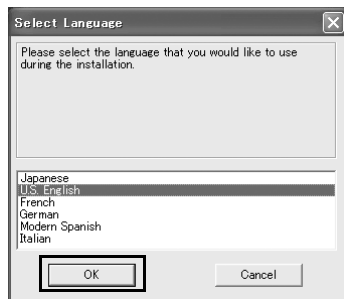 Select Language
Please select the language that you would like to use
during the installation.
Japanese
U.S. English
French
German
Modern Spanish
Italian
OK
Cancel